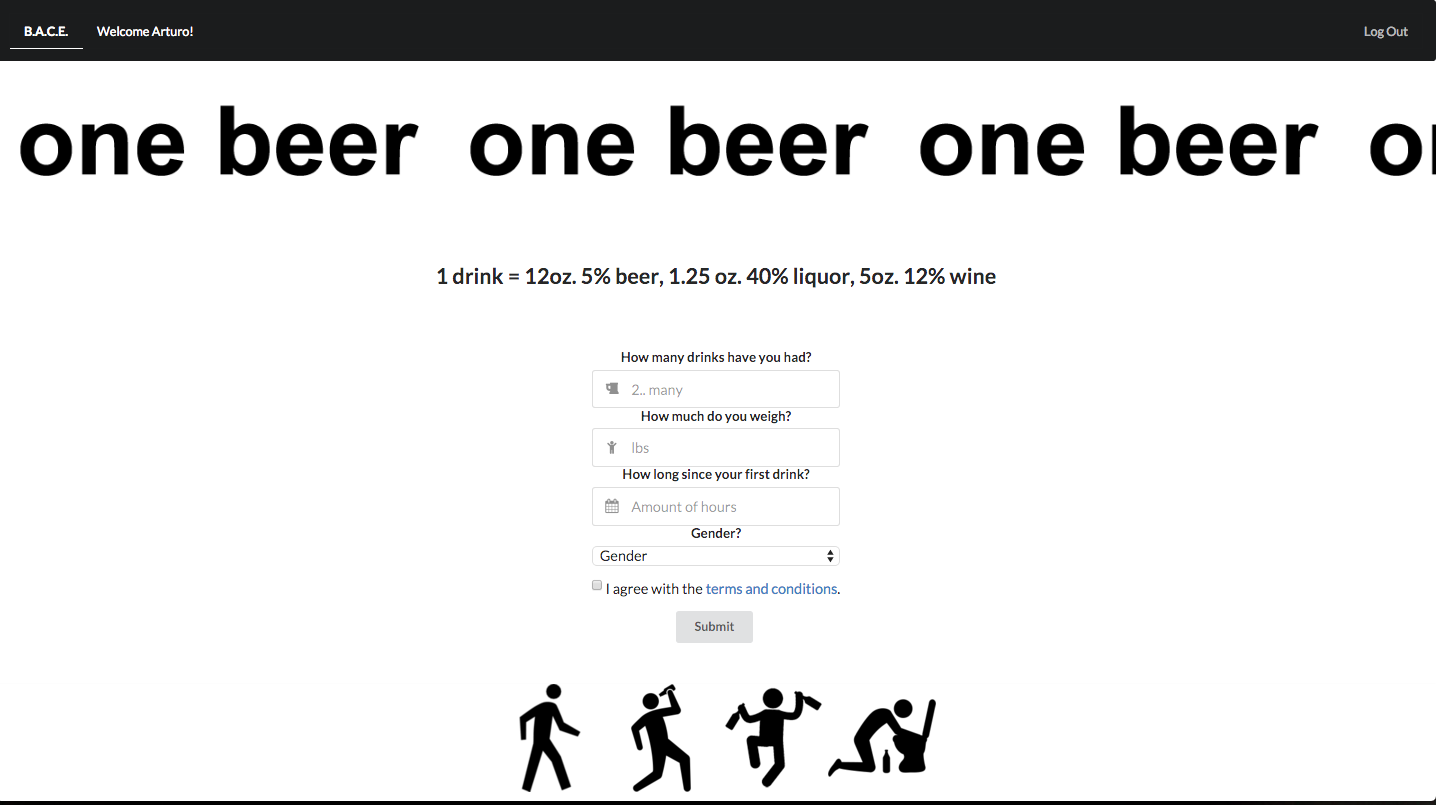 B.A.C.E. Welcome Arturo! Log Out
one beer one beer one beer
1 drink = 12oz. 5% beer, 1.25 oz. 40% liquor, 5oz. 12% wine
How many drinks have you had?
2.. many
How much do you weigh?
lbs
How long since your first drink?
Amount of hours
Gender?
Gender
I agree with the terms and conditions.
Submit